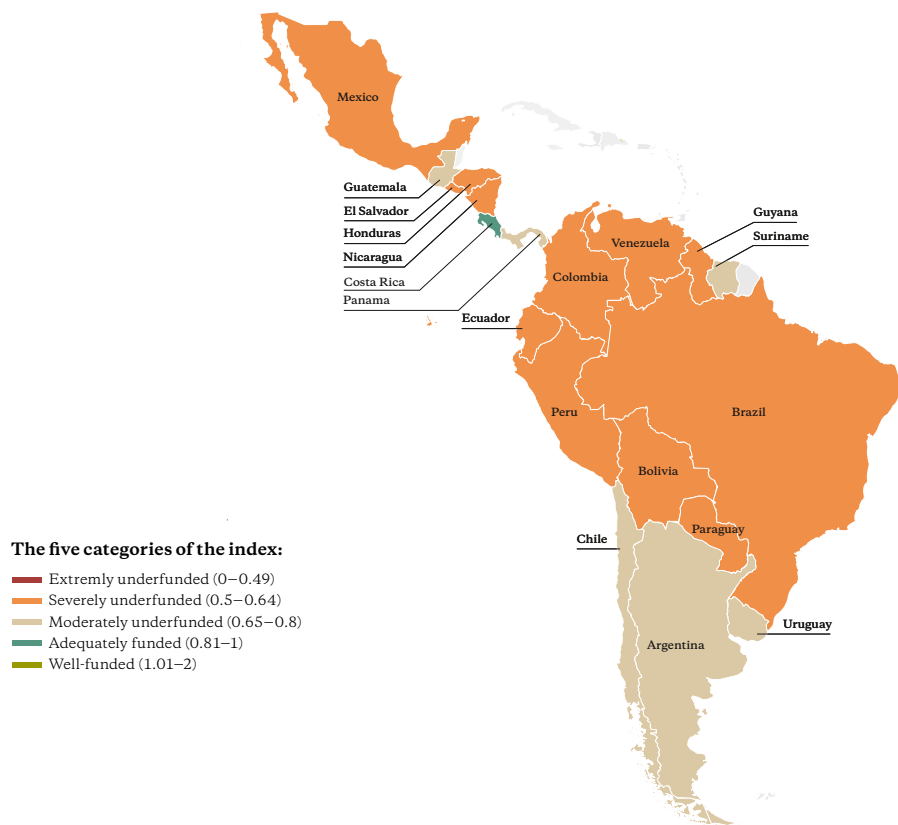 Mexico
Guatemala
El Salvador
Honduras
Nicaragua
Costa Rica
Panama
Ecuador
Venezuela
Colombia
Guyana
Suriname
Peru
Brazil
Bolivia
Paraguay
Chile
Uruguay
Argentina
The five categories of the index:
Extremly underfunded (0–0.49)
Severely underfunded (0.5–0.64)
Moderately underfunded (0.65–0.8)
Adequately funded (0.81–1)
Well-funded (1.01–2)